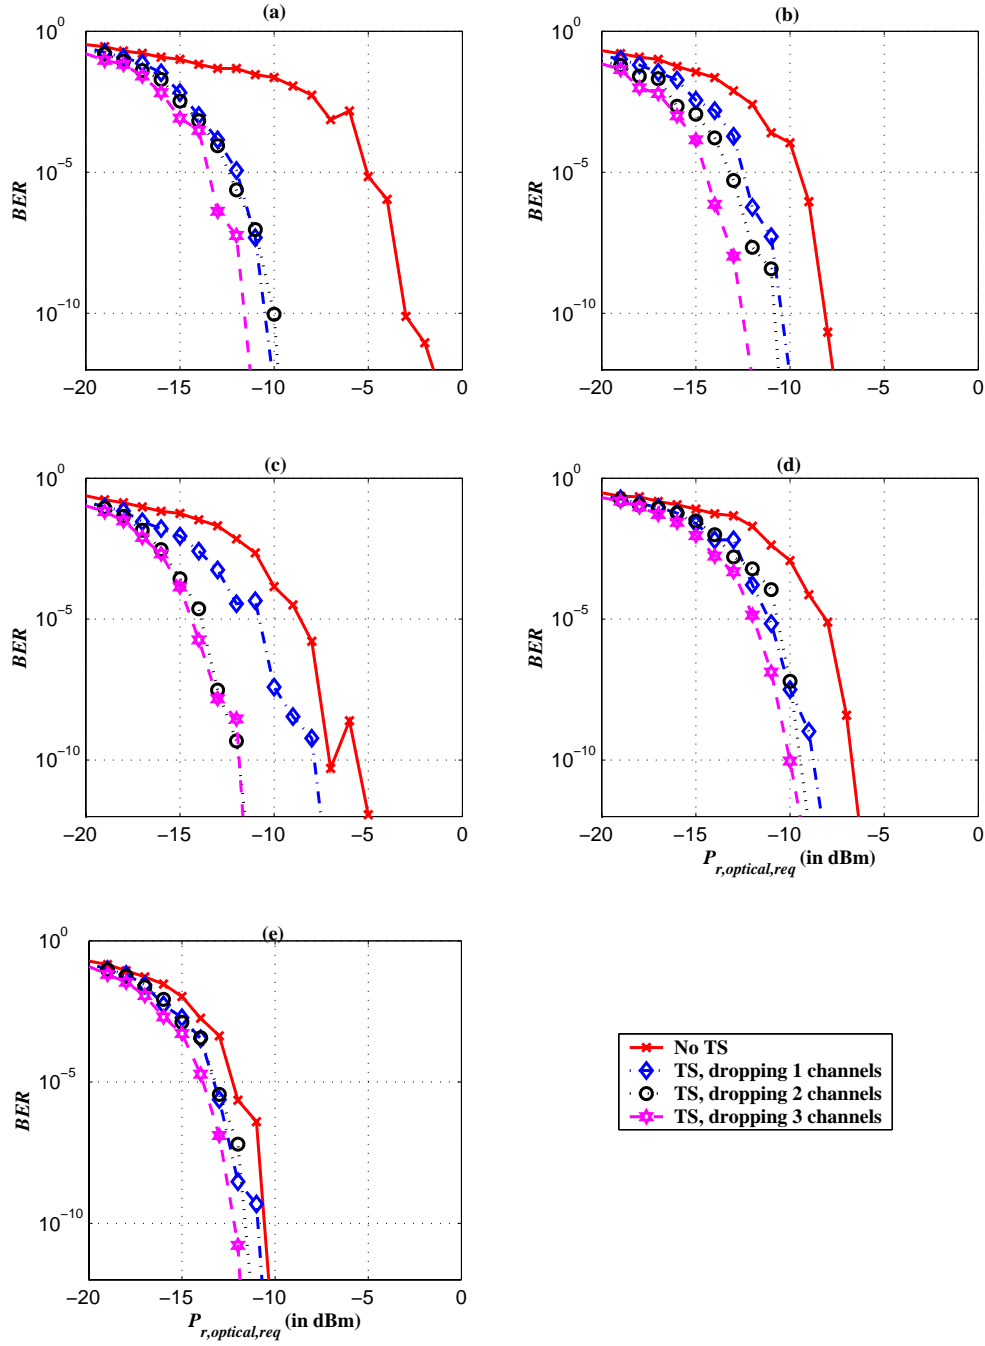 (a)
10^0
10^−5
10^−10
BER
−20 −15 −10 −5 0
(b)
10^0
10^−5
10^−10
BER
−20 −15 −10 −5 0
(c)
10^0
10^−5
10^−10
BER
−20 −15 −10 −5 0
(d)
10^0
10^−5
10^−10
BER
−20 −15 −10 −5 0
P_r,optical,req (in dBm)
(e)
10^0
10^−5
10^−10
BER
−20 −15 −10 −5 0
P_r,optical,req (in dBm)
No TS
TS, dropping 1 channels
TS, dropping 2 channels
TS, dropping 3 channels